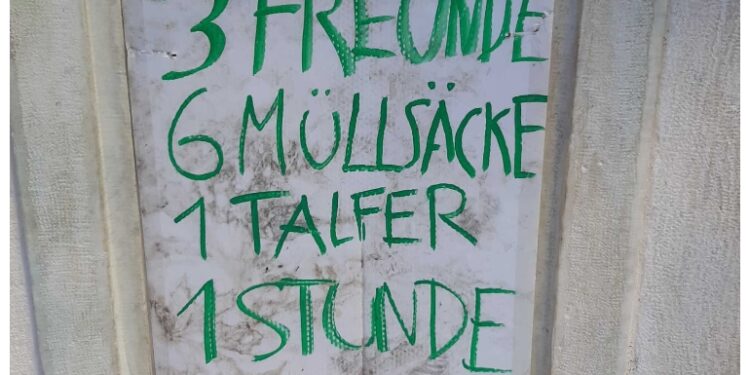 3 FREUNDE
6 MÜLLSÄCKE
1 TALFER
1 STUNDE